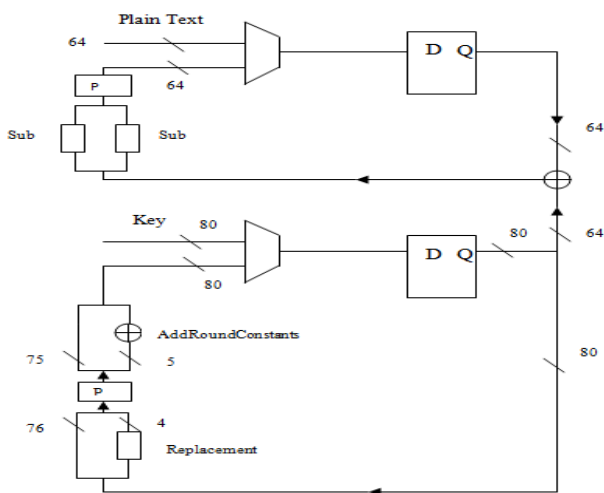 Plain Text
64
64
P
Sub
Sub
D Q
64
Key
80
80
D Q
80
64
AddRoundConstants
75
5
P
80
76
4
Replacement